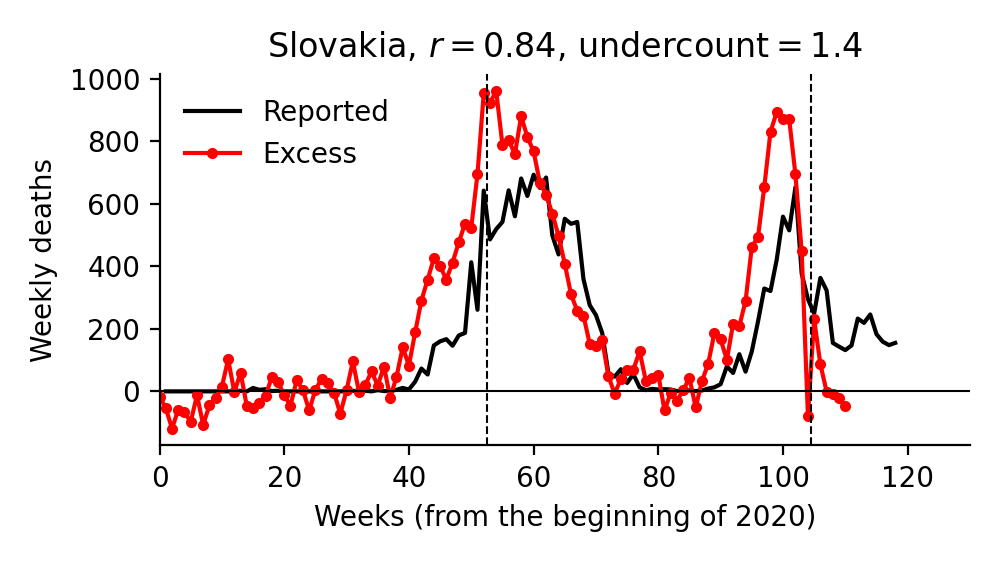 Slovakia, r = 0.84, undercount = 1.4
Weekly deaths
1000
800
600
400
200
0
Reported
Excess
0 20 40 60 80 100 120
Weeks (from the beginning of 2020)